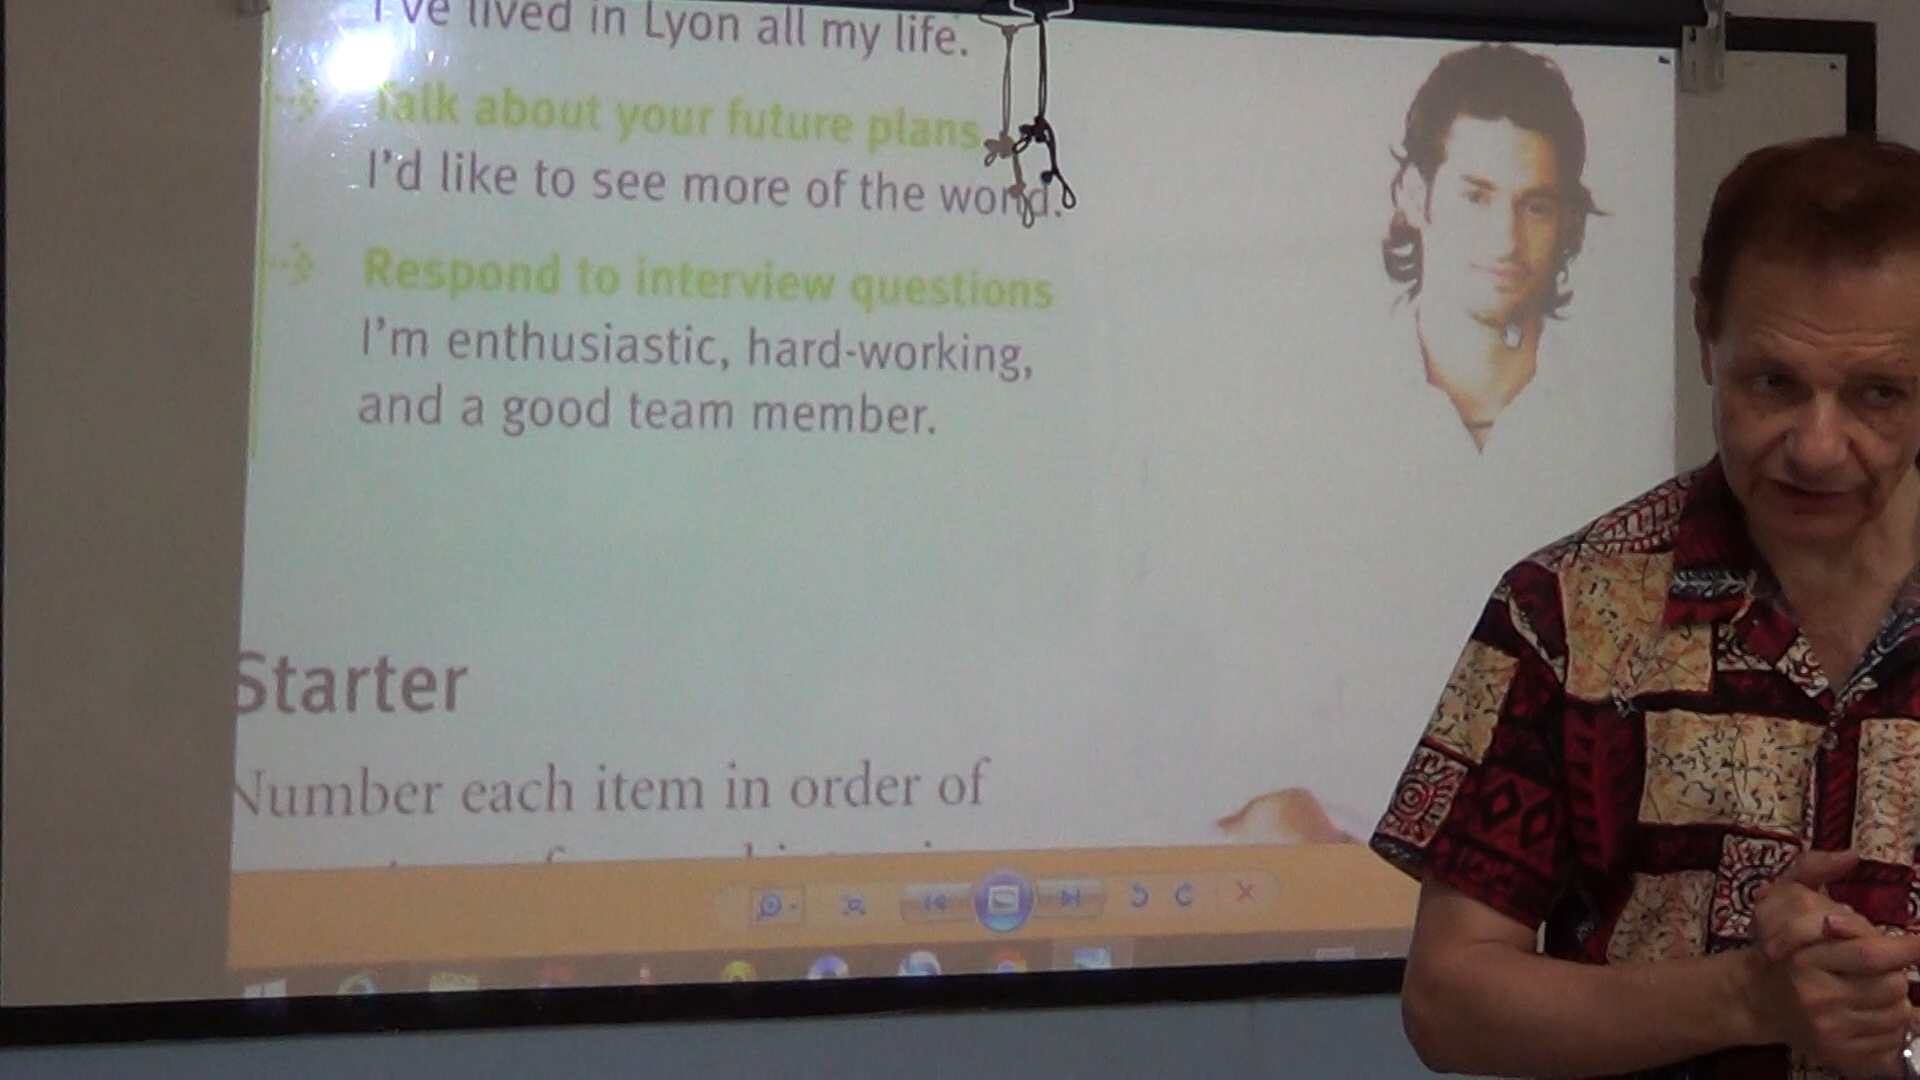 I've lived in Lyon all my life.
Talk about your future plans
I'd like to see more of the world.
Respond to interview questions
I'm enthusiastic, hard-working,
and a good team member.
Starter
Number each item in order of